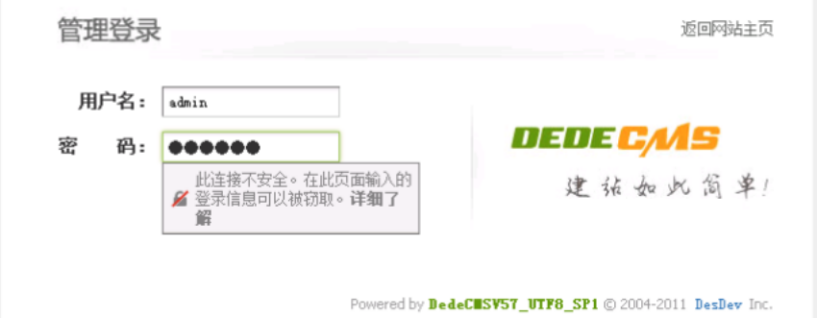 管理登录
返回网站主页
用户名：
admin
密 码：
●●●●●●
此连接不安全。在此页面输入的
登录信息可以被窃取。详细了
解
DEDECMS
建站如此简单!
Powered by DedeCMSV57_UTF8_SP1 © 2004-2011 DesDev Inc.